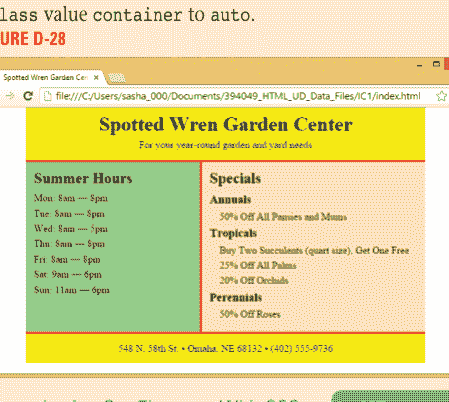 lass value container to auto.
URE D-28
Spotted Wren Garden Cen
file:///C:/Users/sasha_000/Documents/394049_HTML_UD_Data_Files/IC1/index.html
Spotted Wren Garden Center
For your year-round garden and yard needs
Summer Hours
Mon: 8am — 8pm
Tue: 8am — 8pm
Wed: 8am — 5pm
Thu: 8am — 8pm
Fri: 8am — 8pm
Sat: 9am — 6pm
Sun: 11am — 6pm
Specials
Annuals
50% Off All Pansies and Mums
Tropicals
Buy Two Succulents (quart size), Get One Free
25% Off All Palms
20% Off Orchids
Perennials
50% Off Roses
548 N. 58th St. • Omaha, NE 68132 • (402) 555-9736